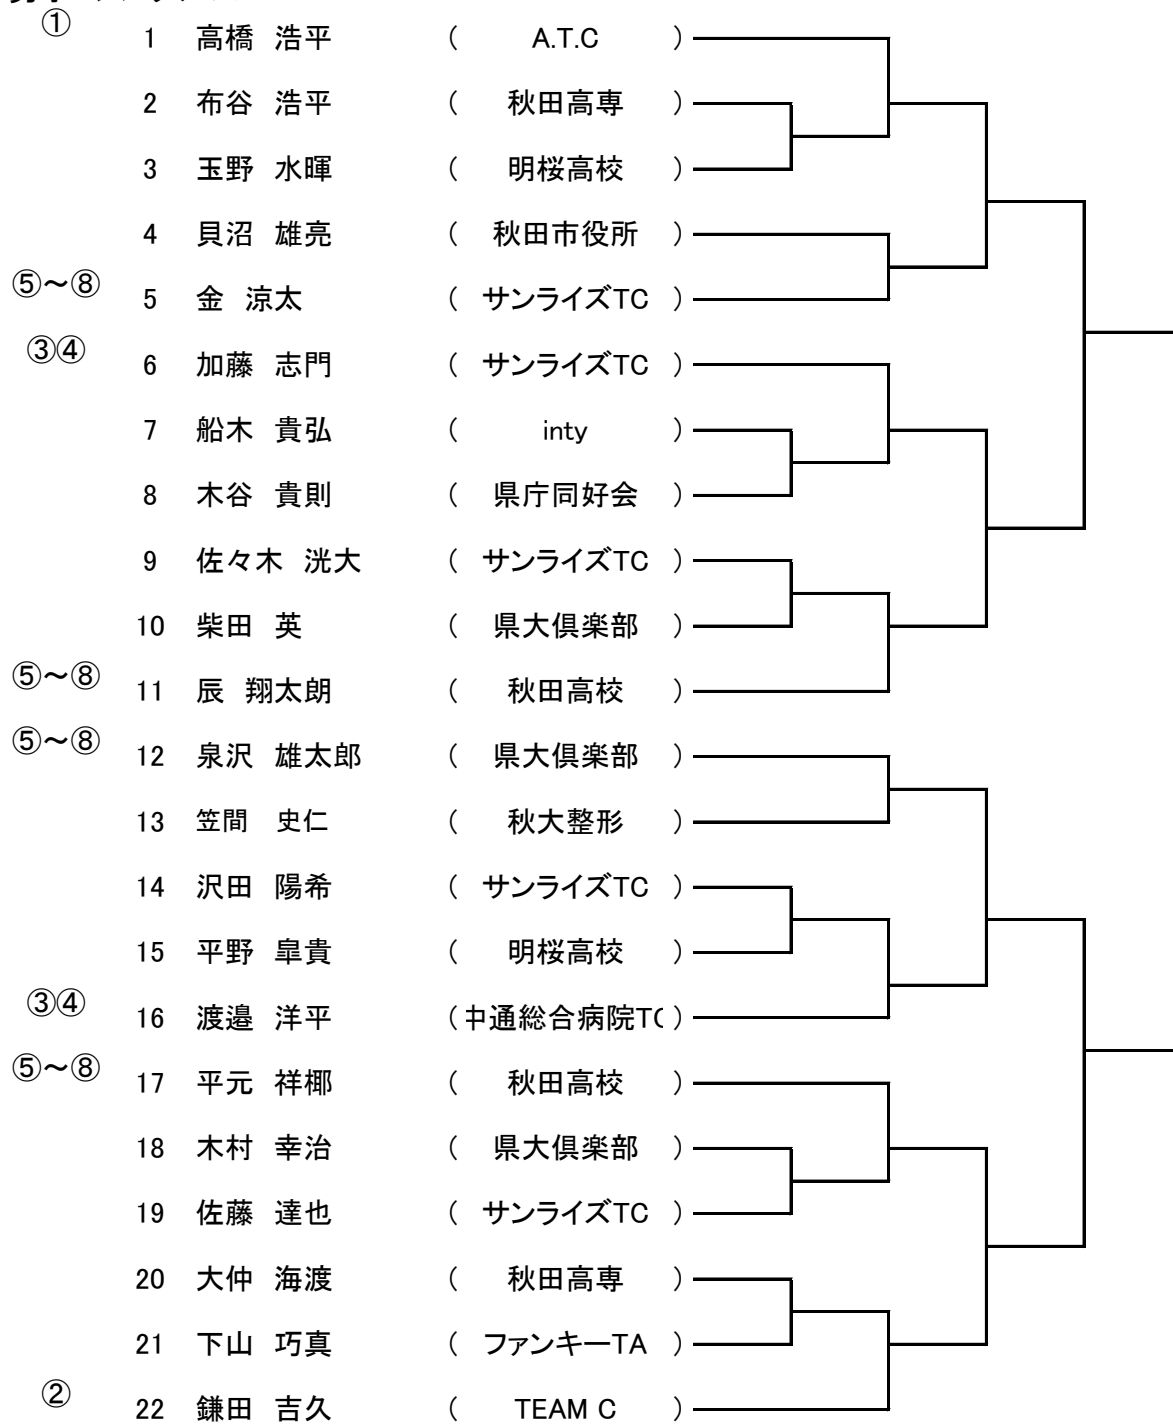 ①
1 高橋 浩平 ( A.T.C )
2 布谷 浩平 ( 秋田高専 )
3 玉野 水暉 ( 明桜高校 )
4 貝沼 雄亮 ( 秋田市役所 )
⑤～⑧
5 金 涼太 ( サンライズTC )
③④
6 加藤 志門 ( サンライズTC )
7 船木 貴弘 ( inty )
8 木谷 貴則 ( 県庁同好会 )
9 佐々木 洸大 ( サンライズTC )
10 柴田 英 ( 県大倶楽部 )
⑤～⑧
11 辰 翔太朗 ( 秋田高校 )
⑤～⑧
12 泉沢 雄太郎 ( 県大倶楽部 )
13 笠間 史仁 ( 秋大整形 )
14 沢田 陽希 ( サンライズTC )
15 平野 皐貴 ( 明桜高校 )
③④
16 渡邉 洋平 ( 中通総合病院TC )
⑤～⑧
17 平元 祥椰 ( 秋田高校 )
18 木村 幸治 ( 県大倶楽部 )
19 佐藤 達也 ( サンライズTC )
20 大仲 海渡 ( 秋田高専 )
21 下山 巧真 ( ファンキーTA )
②
22 鎌田 吉久 ( TEAM C )